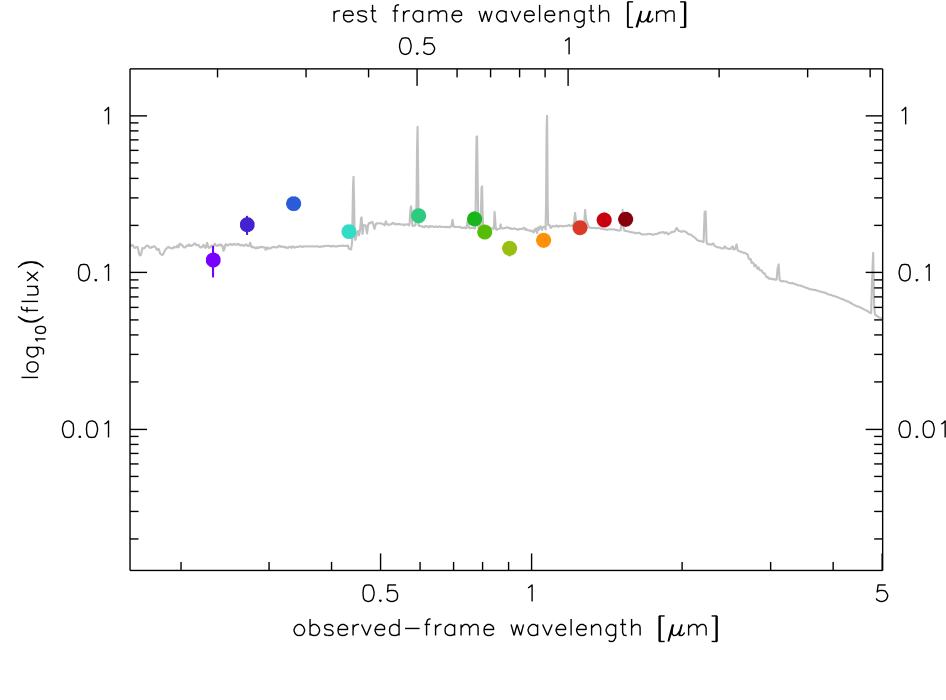 rest frame wavelength [μm]
0.5 1
1 1
0.1 0.1
0.01 0.01
log10(flux)
0.5 1 5
observed-frame wavelength [μm]